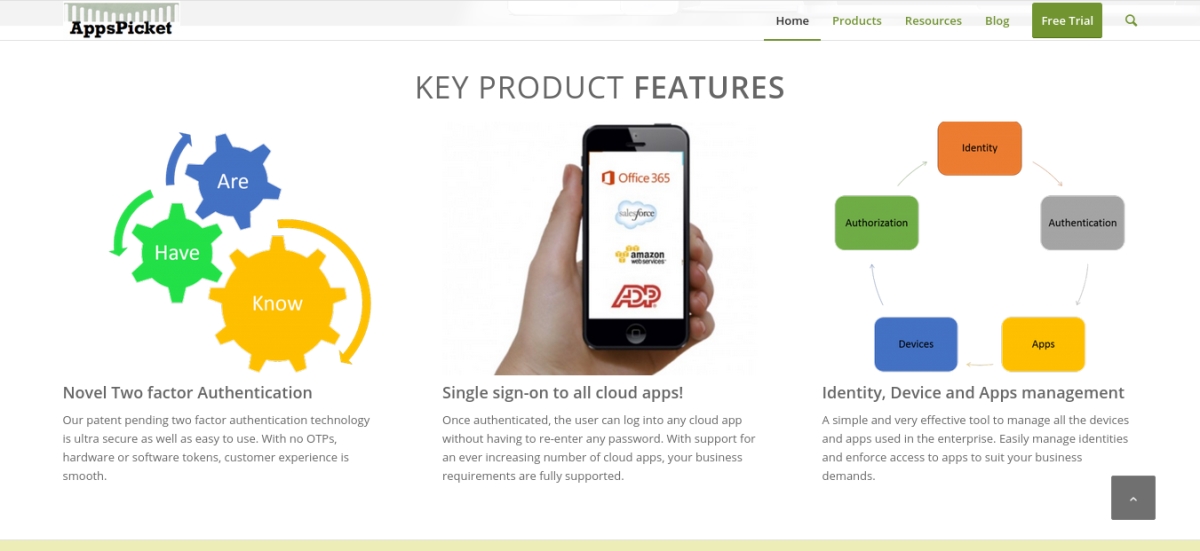 AppsPicket
Home
Products
Resources
Blog
Free Trial
KEY PRODUCT FEATURES
Are
Have
Know
Office 365
salesforce
amazon
webservices
ADP
Identity
Authorization
Authentication
Devices
Apps
Novel Two factor Authentication
Our patent pending two factor authentication technology
is ultra secure as well as easy to use. With no OTPs,
hardware or software tokens, customer experience is
smooth.
Single sign-on to all cloud apps!
Once authenticated, the user can log into any cloud app
without having to re-enter any password. With support for
an ever increasing number of cloud apps, your business
requirements are fully supported.
Identity, Device and Apps management
A simple and very effective tool to manage all the devices
and apps used in the enterprise. Easily manage identities
and enforce access to apps to suit your business
demands.